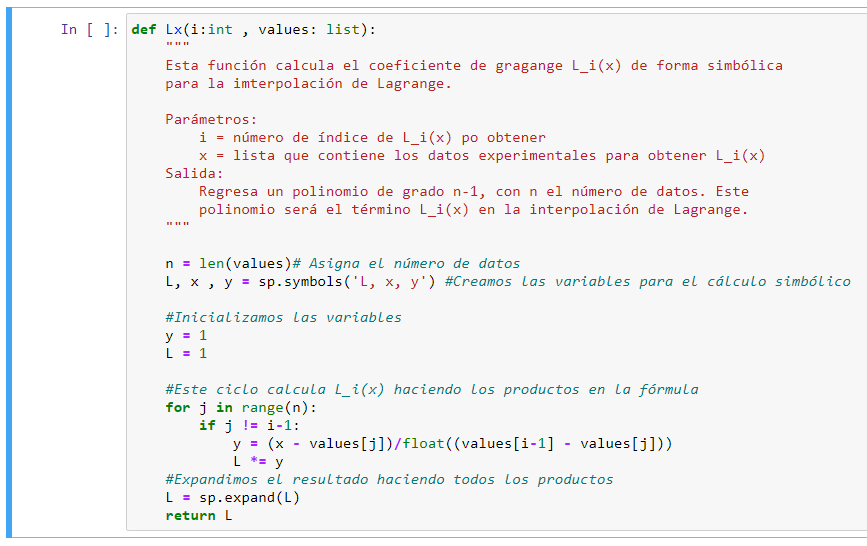 In [ ]: def Lx(i:int , values: list):
"""
Esta función calcula el coeficiente de gragange L_i(x) de forma simbólica
para la imterpolación de Lagrange.
Parámetros:
i = número de índice de L_i(x) po obtener
x = lista que contiene los datos experimentales para obtener L_i(x)
Salida:
Regresa un polinomio de grado n-1, con n el número de datos. Este
polinomio será el término L_i(x) en la interpolación de Lagrange.
"""
n = len(values)# Asigna el número de datos
L, x , y = sp.symbols('L, x, y') #Creamos las variables para el cálculo simbólico
#Inicializamos las variables
y = 1
L = 1
#Este ciclo calcula L_i(x) haciendo los productos en la fórmula
for j in range(n):
if j != i-1:
y = (x - values[j])/float((values[i-1] - values[j]))
L *= y
#Expandimos el resultado haciendo todos los productos
L = sp.expand(L)
return L